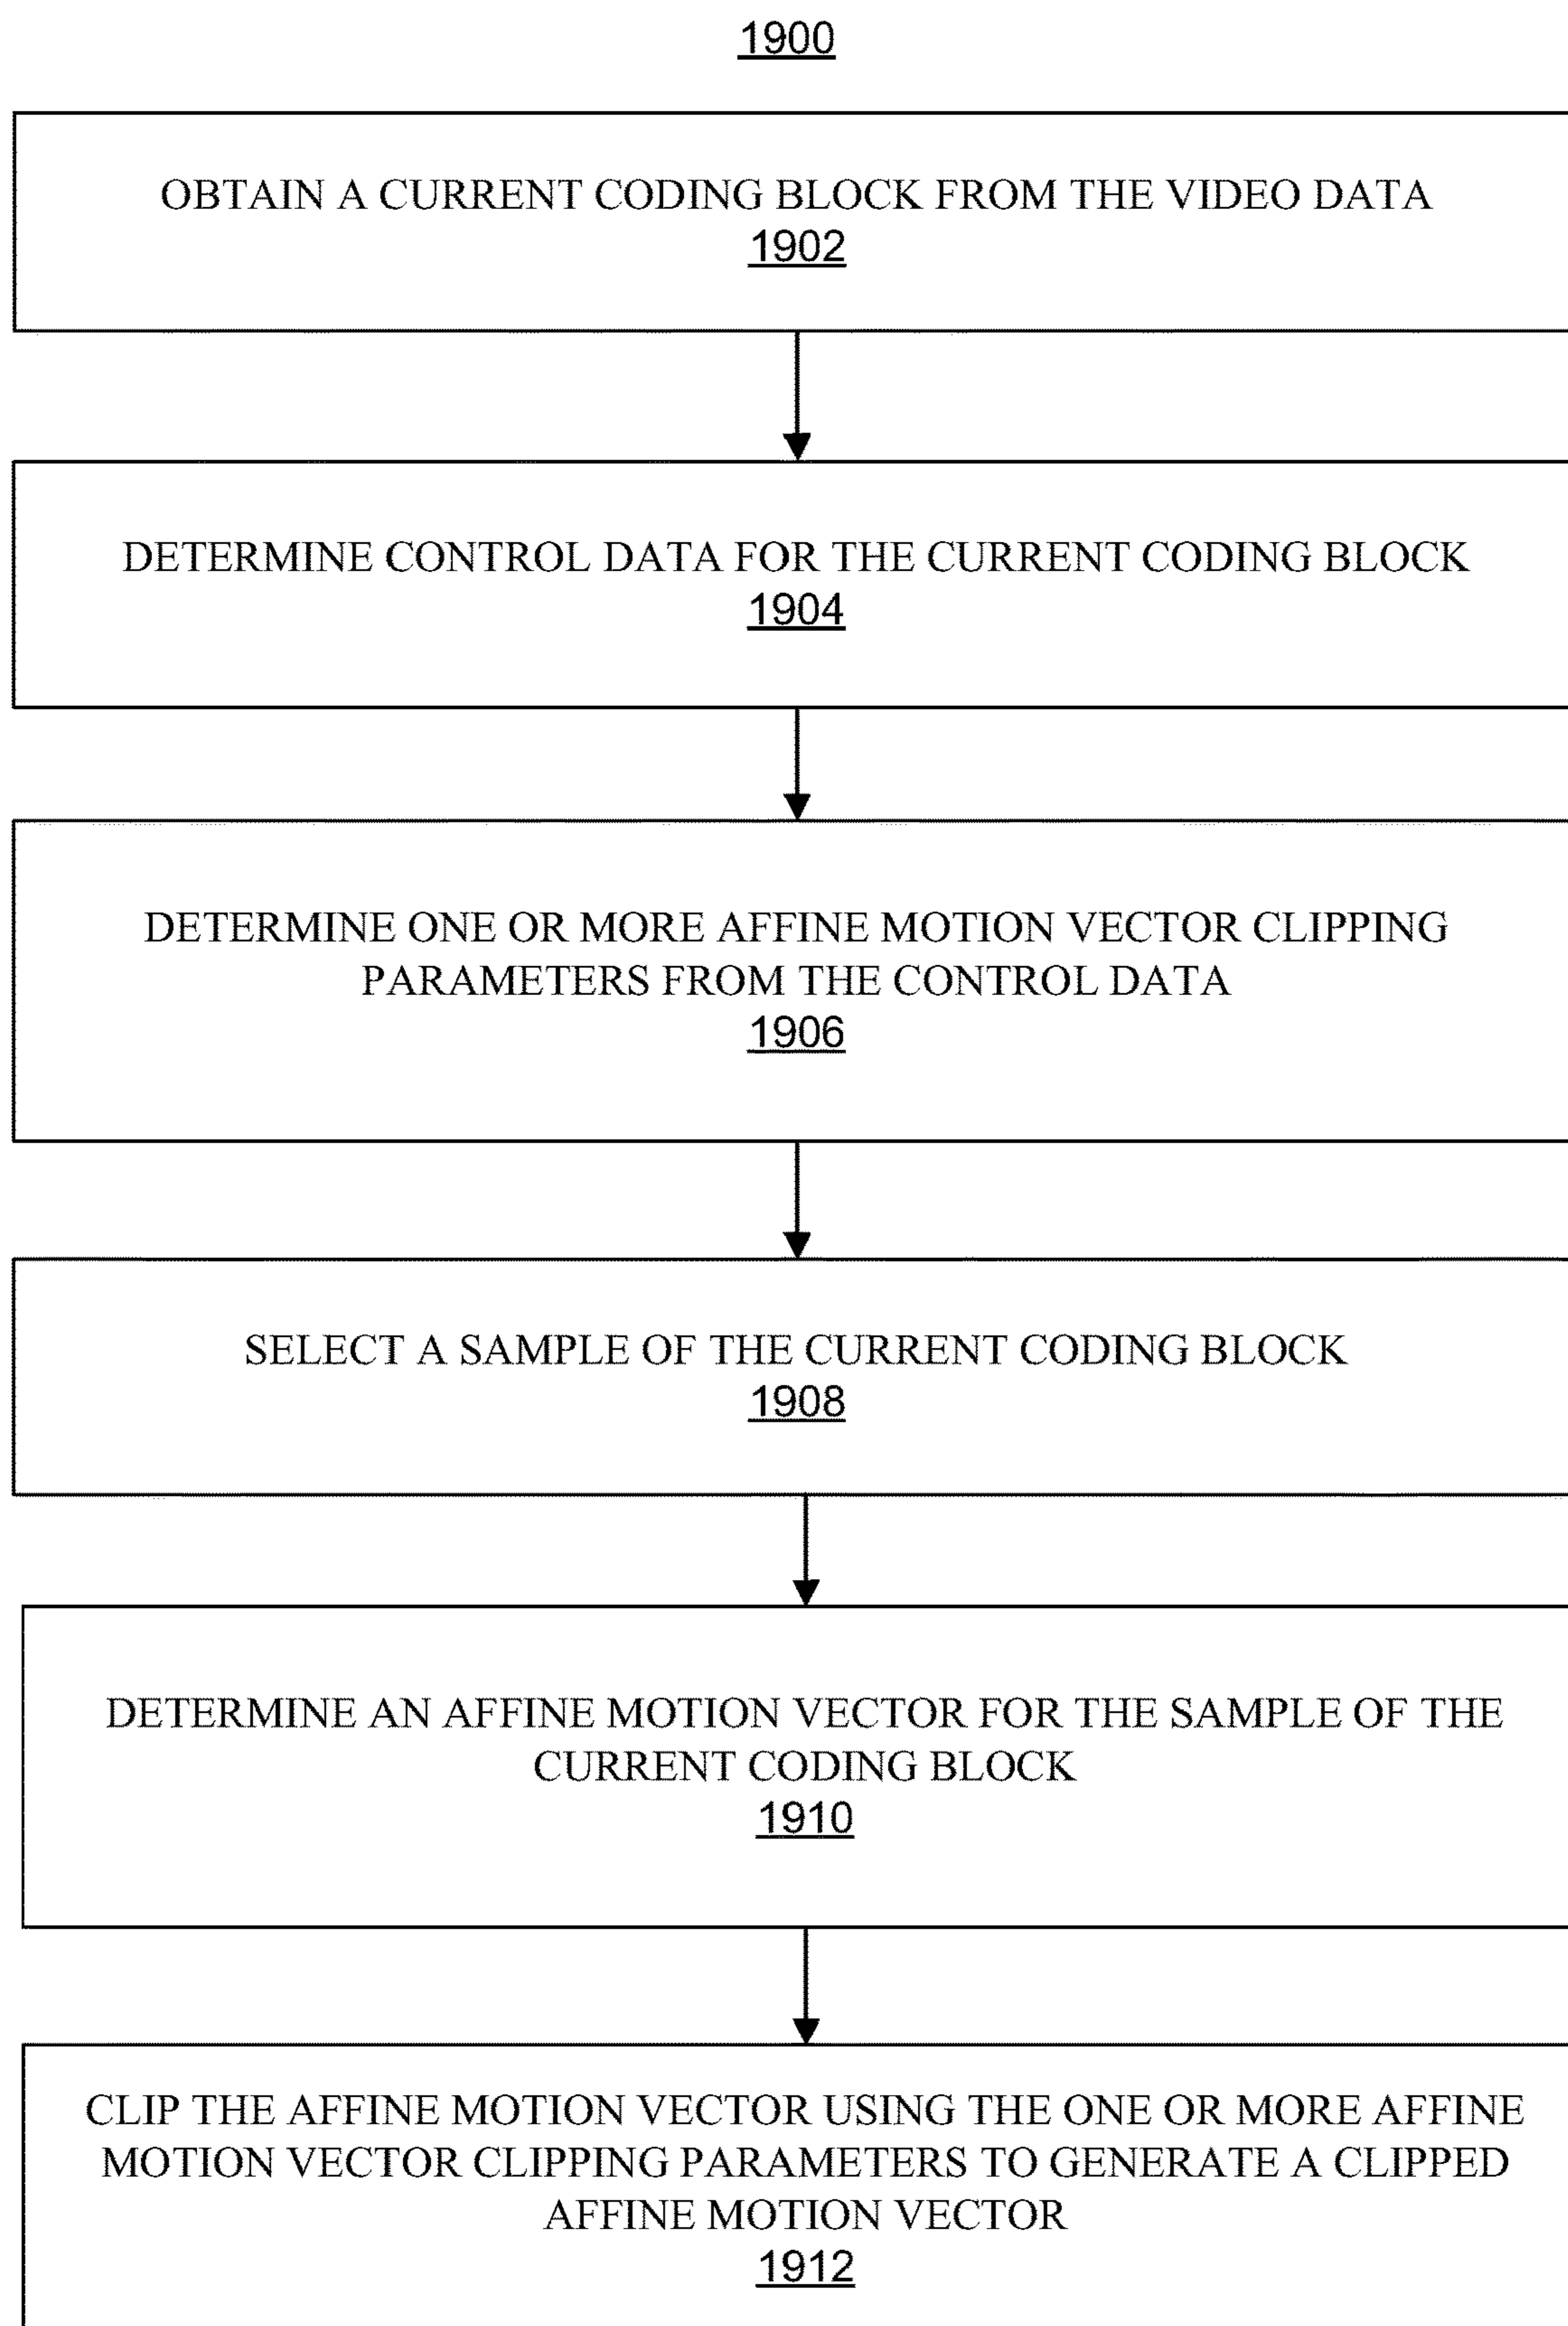 1900
OBTAIN A CURRENT CODING BLOCK FROM THE VIDEO DATA
1902
DETERMINE CONTROL DATA FOR THE CURRENT CODING BLOCK
1904
DETERMINE ONE OR MORE AFFINE MOTION VECTOR CLIPPING
PARAMETERS FROM THE CONTROL DATA
1906
SELECT A SAMPLE OF THE CURRENT CODING BLOCK
1908
DETERMINE AN AFFINE MOTION VECTOR FOR THE SAMPLE OF THE
CURRENT CODING BLOCK
1910
CLIP THE AFFINE MOTION VECTOR USING THE ONE OR MORE AFFINE
MOTION VECTOR CLIPPING PARAMETERS TO GENERATE A CLIPPED
AFFINE MOTION VECTOR
1912